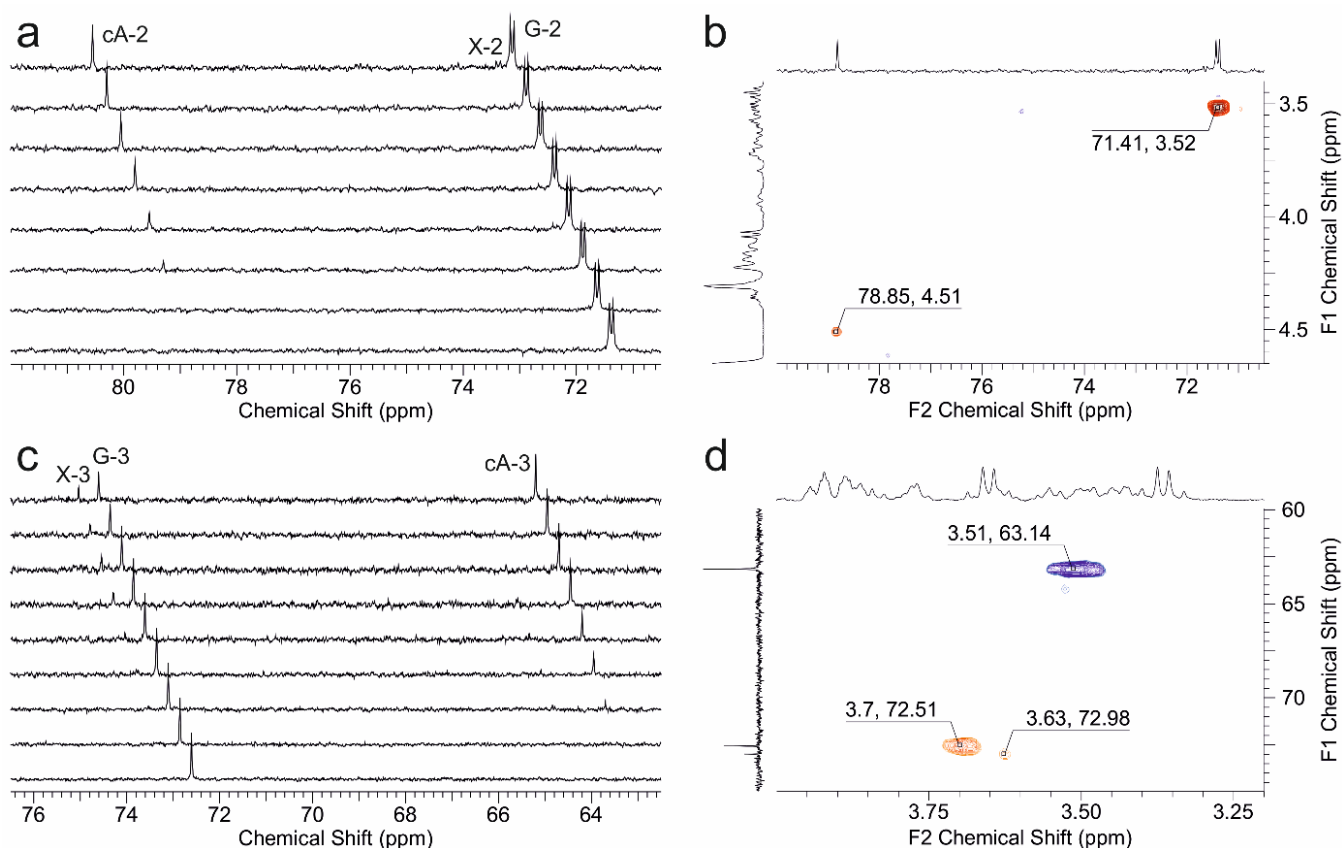 a
cA-2
X-2
G-2
80
78
76
74
72
Chemical Shift (ppm)
b
71.41, 3.52
78.85, 4.51
3.5
4.0
4.5
F1 Chemical Shift (ppm)
78
76
74
72
F2 Chemical Shift (ppm)
c
X-3
G-3
cA-3
76
74
72
70
68
66
64
Chemical Shift (ppm)
d
3.51, 63.14
3.7, 72.51
3.63, 72.98
60
65
70
F1 Chemical Shift (ppm)
3.75
3.50
3.25
F2 Chemical Shift (ppm)